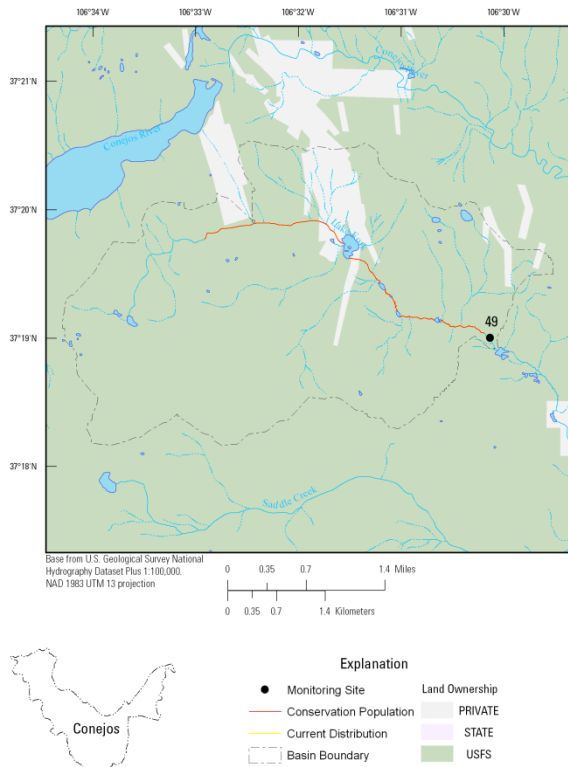 106°34'W 106°33'W 106°32'W 106°31'W 106°30'W
37°21'N
37°20'N
37°19'N
37°18'N
Conejos River
Conejos River
Lake Fork
49
Saddle Creek
Base from U.S. Geological Survey National
Hydrography Dataset Plus 1:100,000.
NAD 1983 UTM 13 projection
0 0.35 0.7 1.4 Miles
0 0.35 0.7 1.4 Kilometers
Conejos
Explanation
Monitoring Site
Conservation Population
Current Distribution
Basin Boundary
Land Ownership
PRIVATE
STATE
USFS